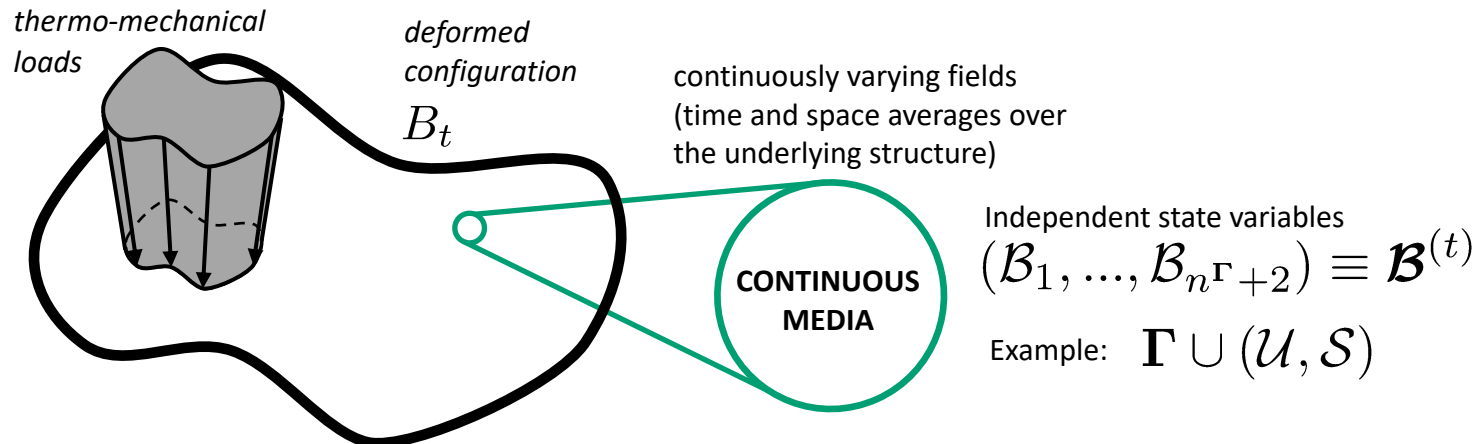 thermo-mechanical
loads
deformed
configuration
B_t
continuously varying fields
(time and space averages over
the underlying structure)
CONTINUOUS
MEDIA
Independent state variables
(ℬ₁, ..., ℬ_{n^𝚪+2}) ≡ 𝓑^{(t)}
Example: 𝚪 ∪ (𝒰, 𝒮)